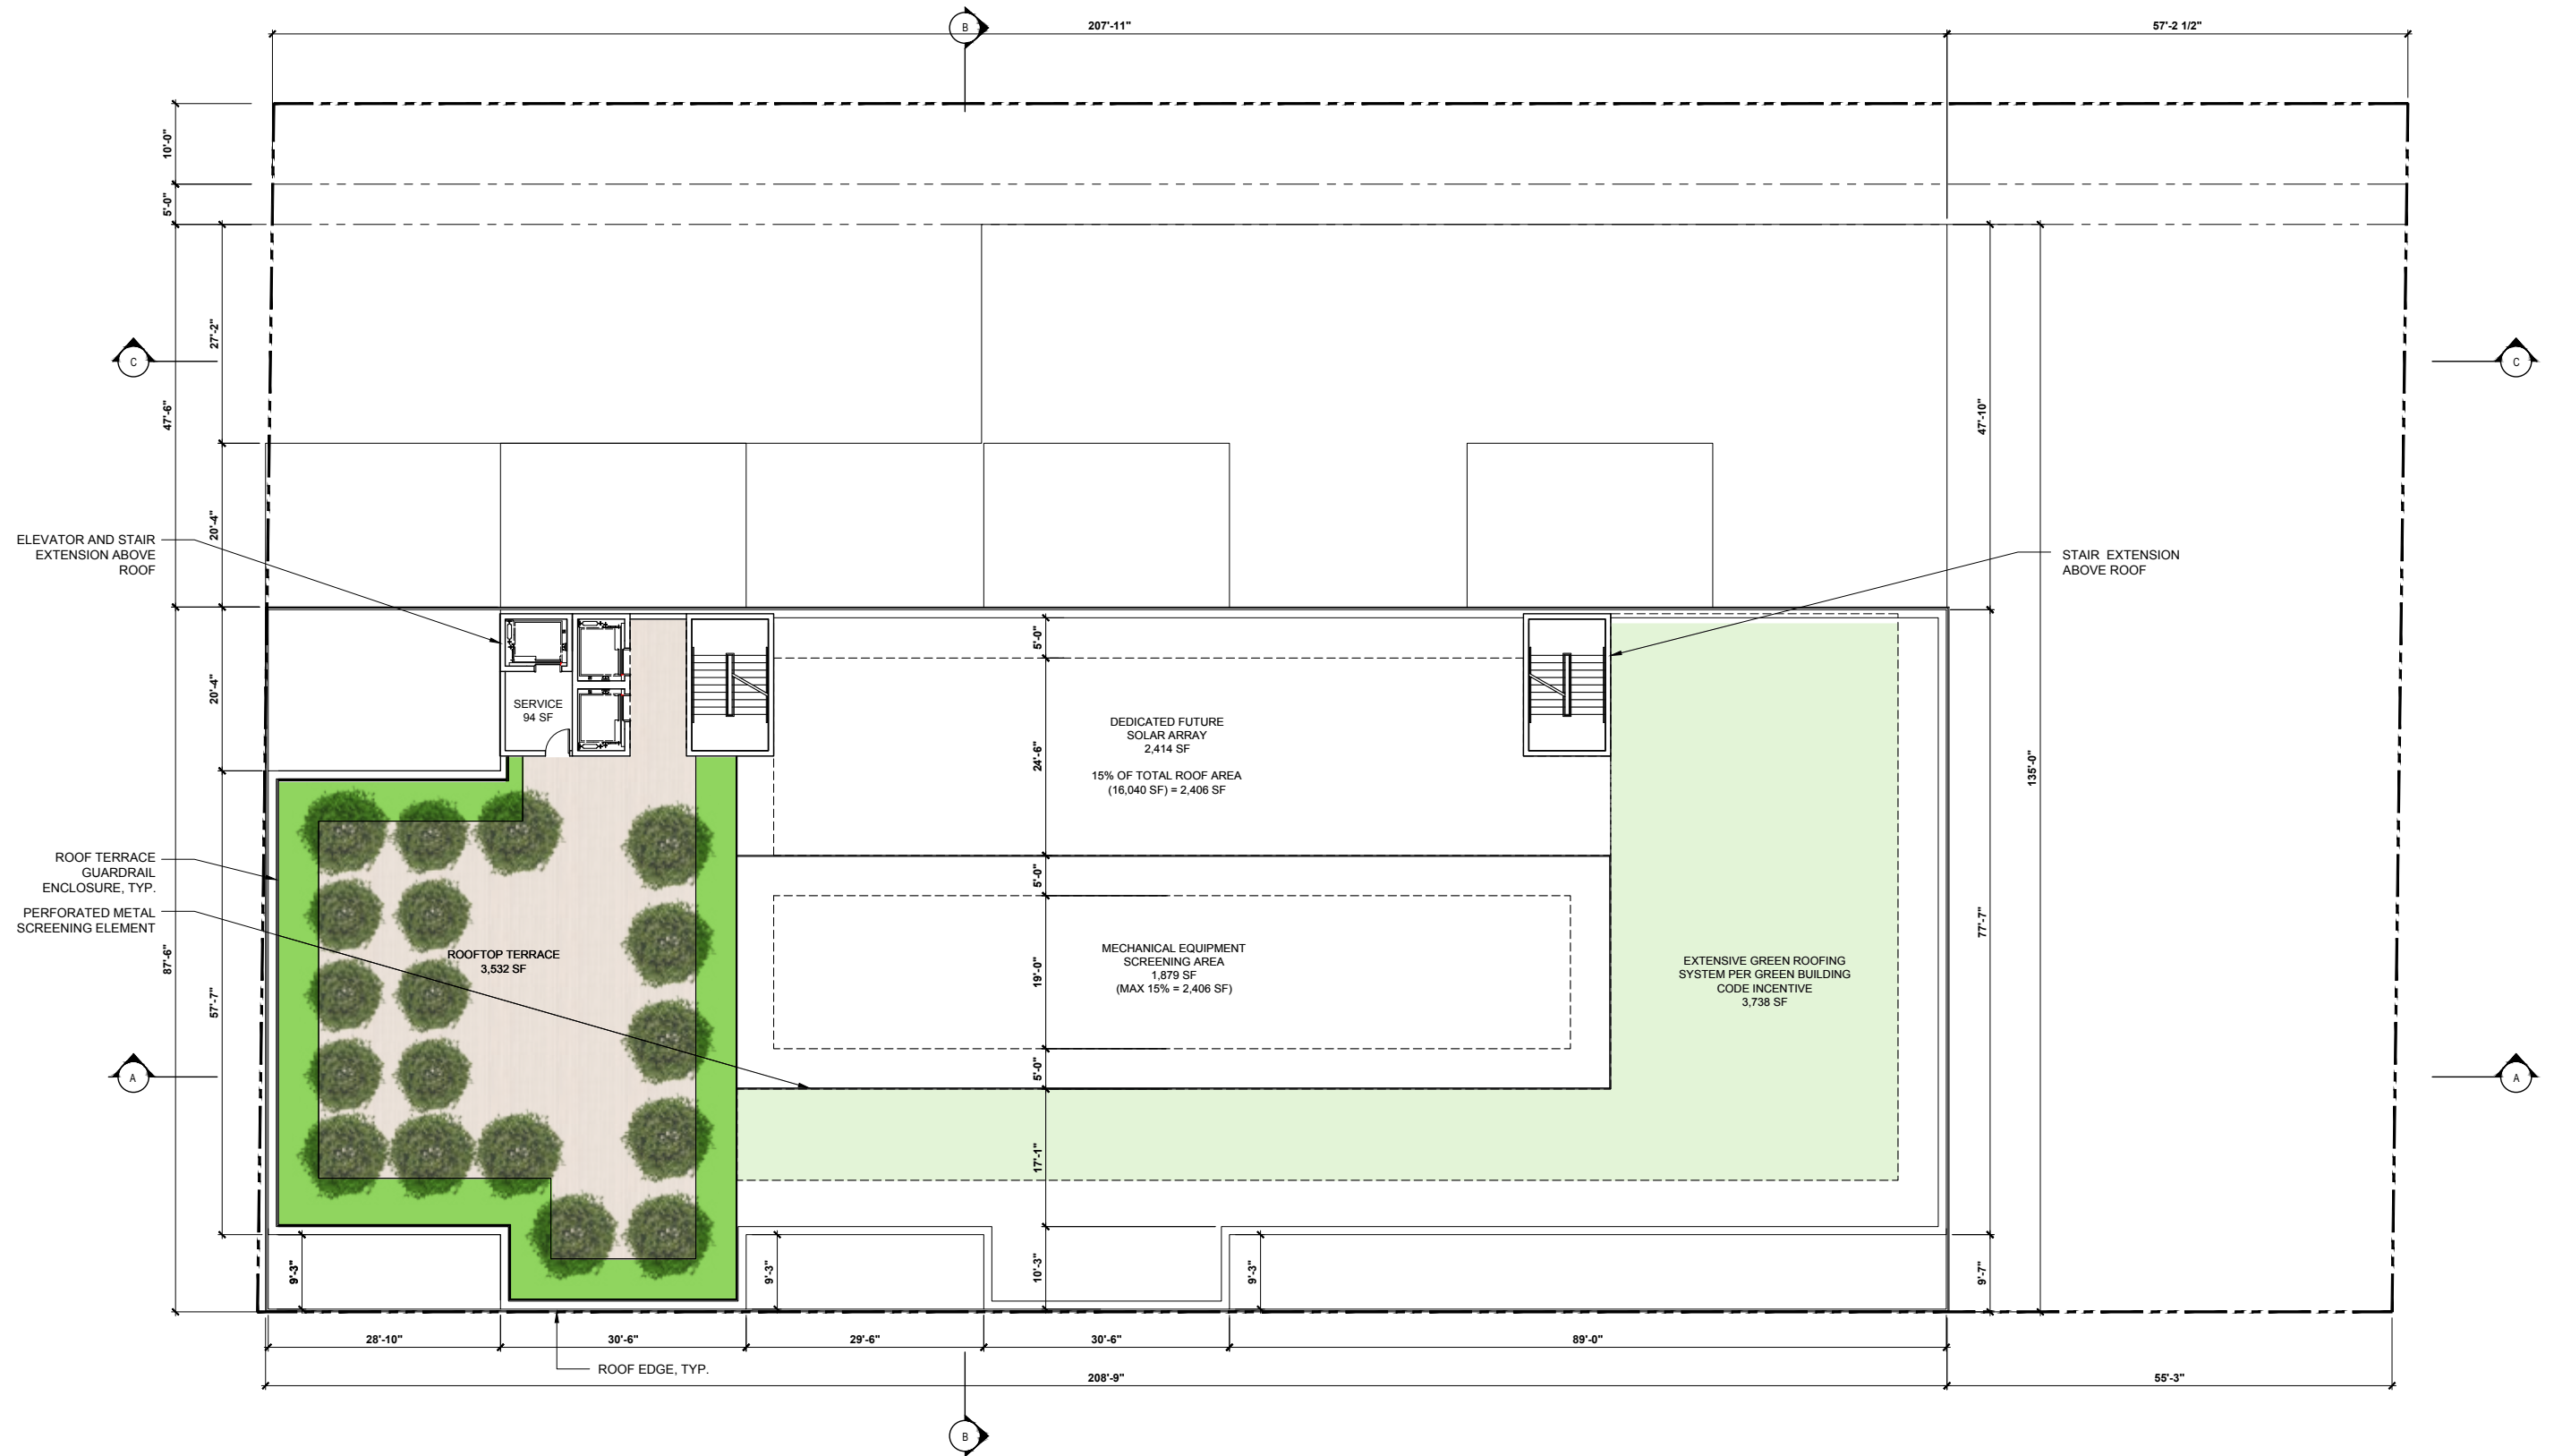 207'-11"
57'-2 1/2"
B
10'-0"
5'-0"
27'-2"
47'-6"
47'-10"
C
C
20'-4"
ELEVATOR AND STAIR
EXTENSION ABOVE
ROOF
STAIR EXTENSION
ABOVE ROOF
20'-4"
5'-0"
SERVICE
94 SF
24'-6"
DEDICATED FUTURE
SOLAR ARRAY
2,414 SF
15% OF TOTAL ROOF AREA
(16,040 SF) = 2,406 SF
135'-0"
ROOF TERRACE
GUARDRAIL
ENCLOSURE, TYP.
PERFORATED METAL
SCREENING ELEMENT
5'-0"
77'-7"
87'-6"
57'-7"
ROOFTOP TERRACE
3,532 SF
19'-0"
MECHANICAL EQUIPMENT
SCREENING AREA
1,879 SF
(MAX 15% = 2,406 SF)
EXTENSIVE GREEN ROOFING
SYSTEM PER GREEN BUILDING
CODE INCENTIVE
3,738 SF
5'-0"
A
A
17'-1"
9'-3"
9'-3"
10'-3"
9'-3"
9'-7"
28'-10"
30'-6"
29'-6"
30'-6"
89'-0"
ROOF EDGE, TYP.
208'-9"
55'-3"
B